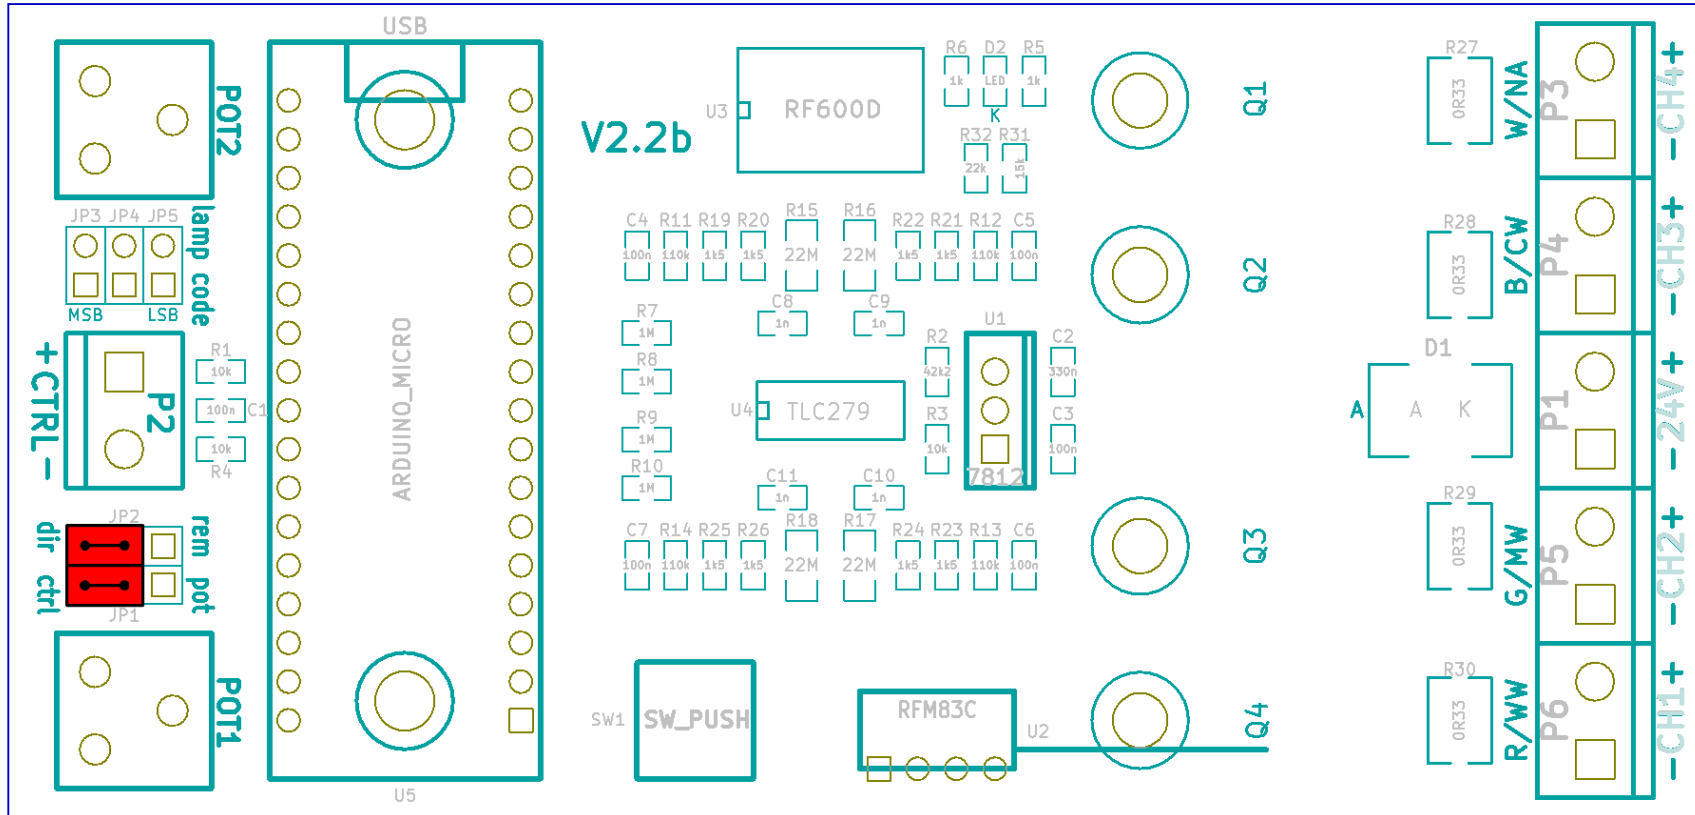 USB
POT2
JP3 JP4 JP5
lamp code
MSB LSB
+CTRL-
P2
R1
10k
100n C1
10k
R4
JP2
dir rem
ctrl pot
JP1
POT1
ARDUINO_MICRO
U5
V2.2b
U3 RF600D
R6 D2 R5
1k LED 1k
K
R32 R31
22k 15k
C4 R11 R19 R20 R15 R16 R22 R21 R12 C5
100n 110k 1k5 1k5 22M 22M 1k5 1k5 110k 100n
C8 C9
1n 1n
R7
1M
R8
1M
R9
1M
R10
1M
U4 TLC279
R2
42k2
R3
10k
U1
7812
C2
330n
C3
100n
C11 C10
1n 1n
C7 R14 R25 R26 R18 R17 R24 R23 R13 C6
100n 110k 1k5 1k5 22M 22M 1k5 1k5 110k 100n
SW1 SW_PUSH
RFM83C
U2
Q1
Q2
Q3
Q4
R27
0R33
W/NA
P3
-CH4+
R28
0R33
B/CW
P4
-CH3+
D1
A A K
P1
-24V+
R29
0R33
G/MW
P5
-CH2+
R30
0R33
R/WW
P6
-CH1+